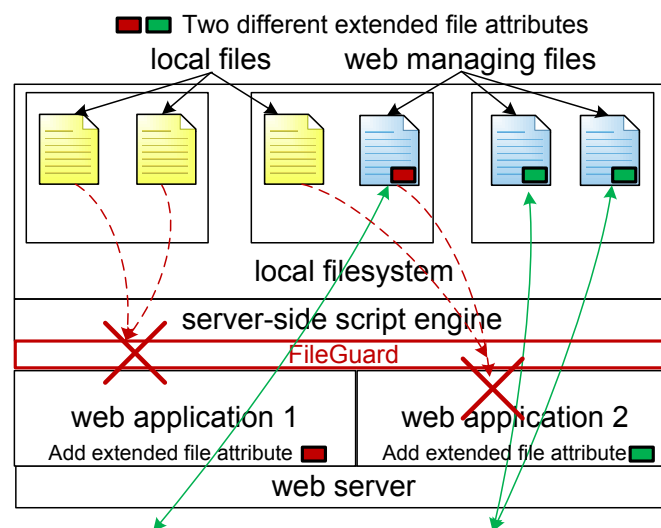 Two different extended file attributes
local files
web managing files
local filesystem
server-side script engine
FileGuard
web application 1
web application 2
Add extended file attribute
Add extended file attribute
web server